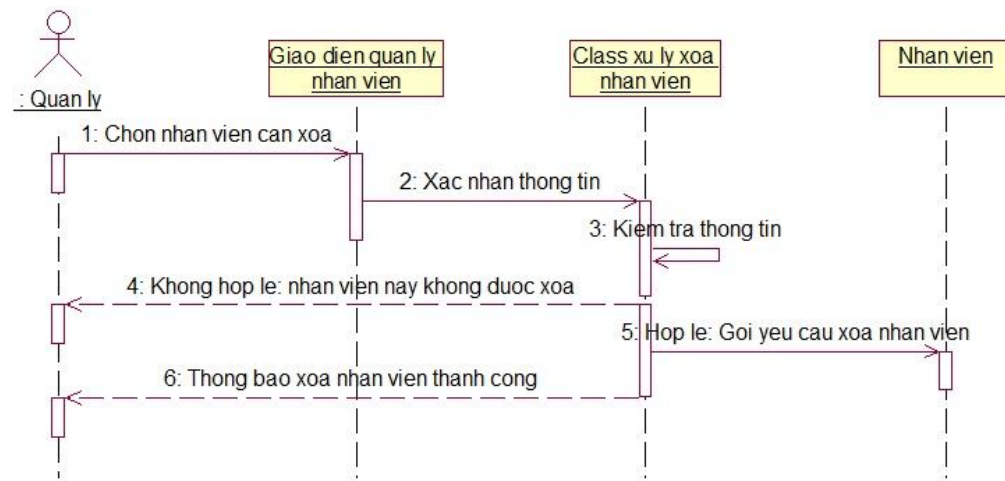 : Quan ly
Giao dien quan ly
nhan vien
Class xu ly xoa
nhan vien
Nhan vien
1: Chon nhan vien can xoa
2: Xac nhan thong tin
3: Kiem tra thong tin
4: Khong hop le: nhan vien nay khong duoc xoa
5: Hop le: Goi yeu cau xoa nhan vien
6: Thong bao xoa nhan vien thanh cong